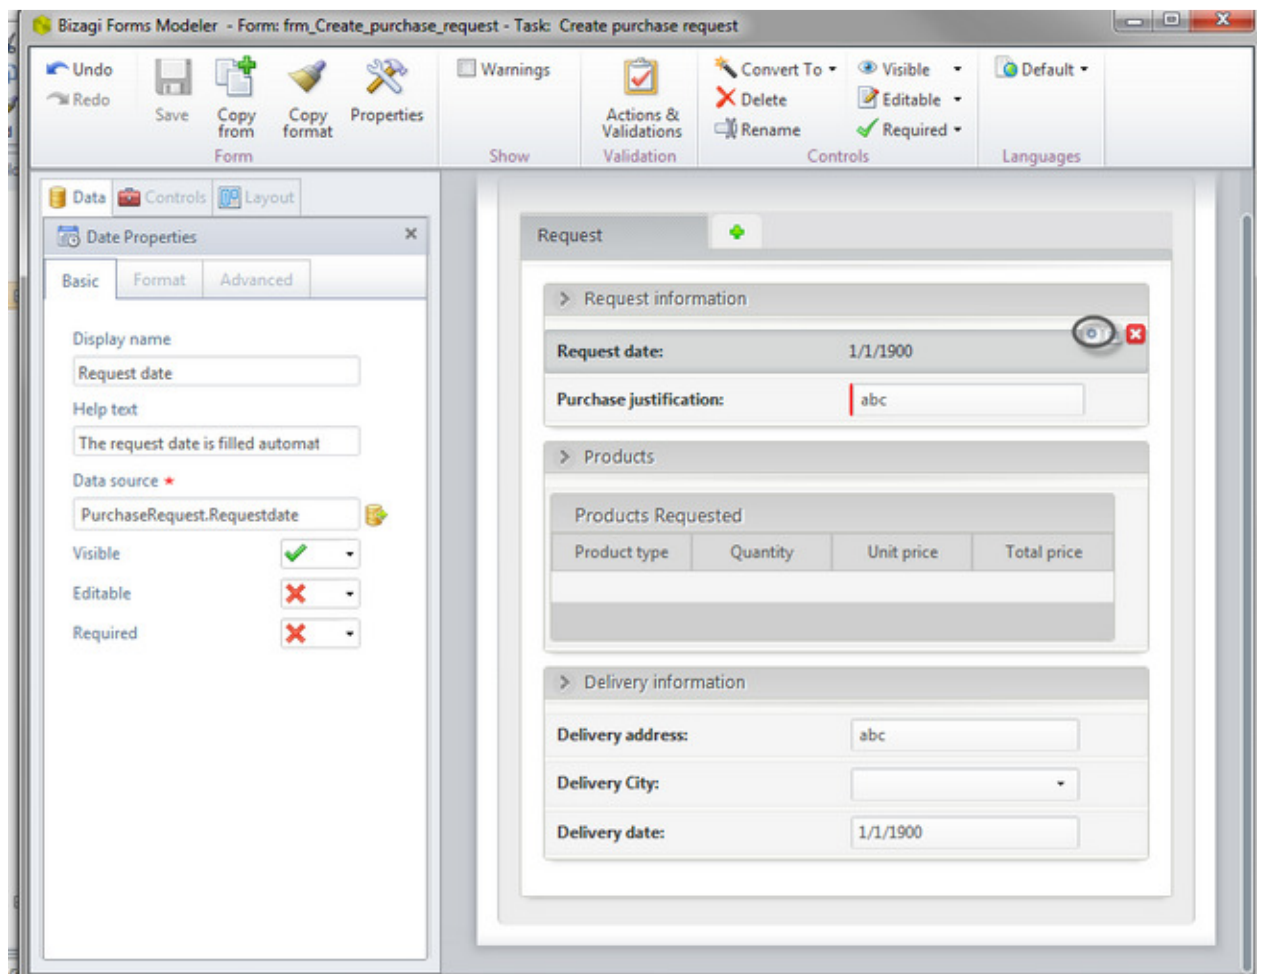 Bizagi Forms Modeler - Form: frm_Create_purchase_request - Task: Create purchase request
Undo
Redo
Save
Copy from
Copy format
Properties
Form
Warnings
Show
Actions & Validations
Validation
Convert To
Delete
Rename
Visible
Editable
Required
Controls
Default
Languages
Data Controls Layout
Date Properties
Basic Format Advanced
Display name
Request date
Help text
The request date is filled automat
Data source *
PurchaseRequest.Requestdate
Visible
Editable
Required
Request
Request information
Request date: 1/1/1900
Purchase justification: abc
Products
Products Requested
Product type Quantity Unit price Total price
Delivery information
Delivery address: abc
Delivery City:
Delivery date: 1/1/1900